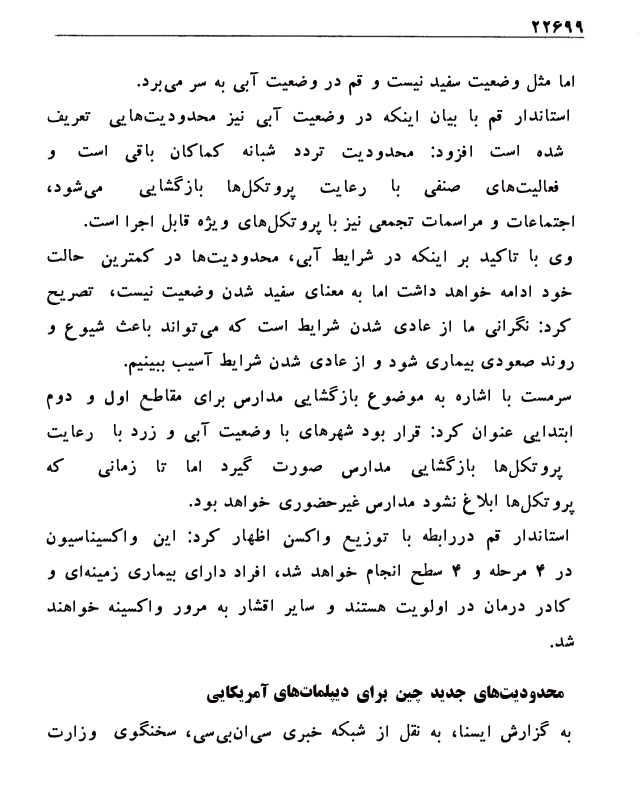 ۲۲۶۹۹
اما مثل وضعیت سفید نیست و قم در وضعیت آبی به سر می‌برد.
استاندار قم با بیان اینکه در وضعیت آبی نیز محدودیت‌هایی تعریف
شده است افزود: محدودیت تردد شبانه کماکان باقی است و
فعالیت‌های صنفی با رعایت پروتکل‌ها بازگشایی می‌شود،
اجتماعات و مراسمات تجمعی نیز با پروتکل‌های ویژه قابل اجرا است.
وی با تاکید بر اینکه در شرایط آبی، محدودیت‌ها در کمترین حالت
خود ادامه خواهد داشت اما به معنای سفید شدن وضعیت نیست، تصریح
کرد: نگرانی ما از عادی شدن شرایط است که می‌تواند باعث شیوع و
روند صعودی بیماری شود و از عادی شدن شرایط آسیب ببینیم.
سرمست با اشاره به موضوع بازگشایی مدارس برای مقاطع اول و دوم
ابتدایی عنوان کرد: قرار بود شهرهای با وضعیت آبی و زرد با رعایت
پروتکل‌ها بازگشایی مدارس صورت گیرد اما تا زمانی که
پروتکل‌ها ابلاغ نشود مدارس غیرحضوری خواهد بود.
استاندار قم دررابطه با توزیع واکسن اظهار کرد: این واکسیناسیون
در ۴ مرحله و ۴ سطح انجام خواهد شد، افراد دارای بیماری زمینه‌ای و
کادر درمان در اولویت هستند و سایر اقشار به مرور واکسینه خواهند
شد.
محدودیت‌های جدید چین برای دیپلمات‌های آمریکایی
به گزارش ایسنا، به نقل از شبکه خبری سی‌ان‌بی‌سی، سخنگوی وزارت